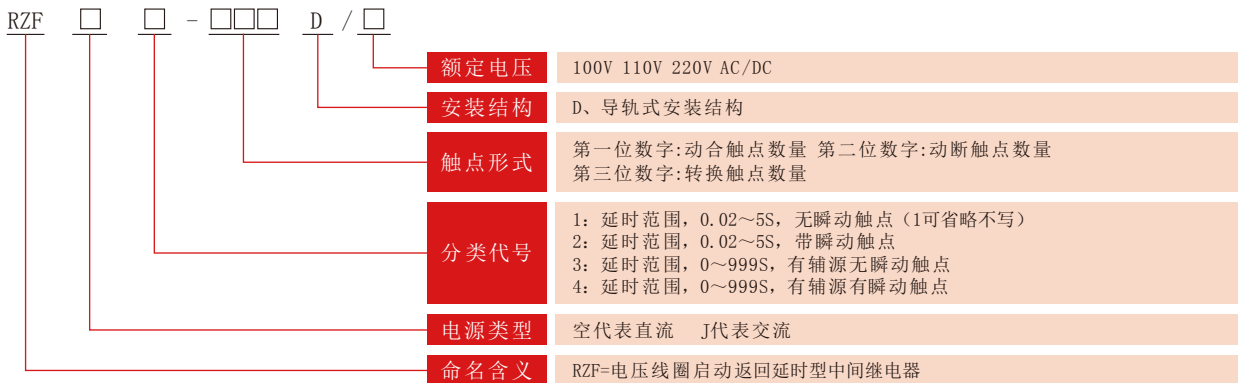 RZF □ □ - □□□ D / □
额定电压 100V 110V 220V AC/DC
安装结构 D、导轨式安装结构
触点形式 第一位数字:动合触点数量 第二位数字:动断触点数量
第三位数字:转换触点数量
分类代号 1: 延时范围, 0.02～5S, 无瞬动触点（1可省略不写）
2: 延时范围, 0.02～5S, 带瞬动触点
3: 延时范围, 0～999S, 有辅源无瞬动触点
4: 延时范围, 0～999S, 有辅源有瞬动触点
电源类型 空代表直流 J代表交流
命名含义 RZF=电压线圈启动返回延时型中间继电器